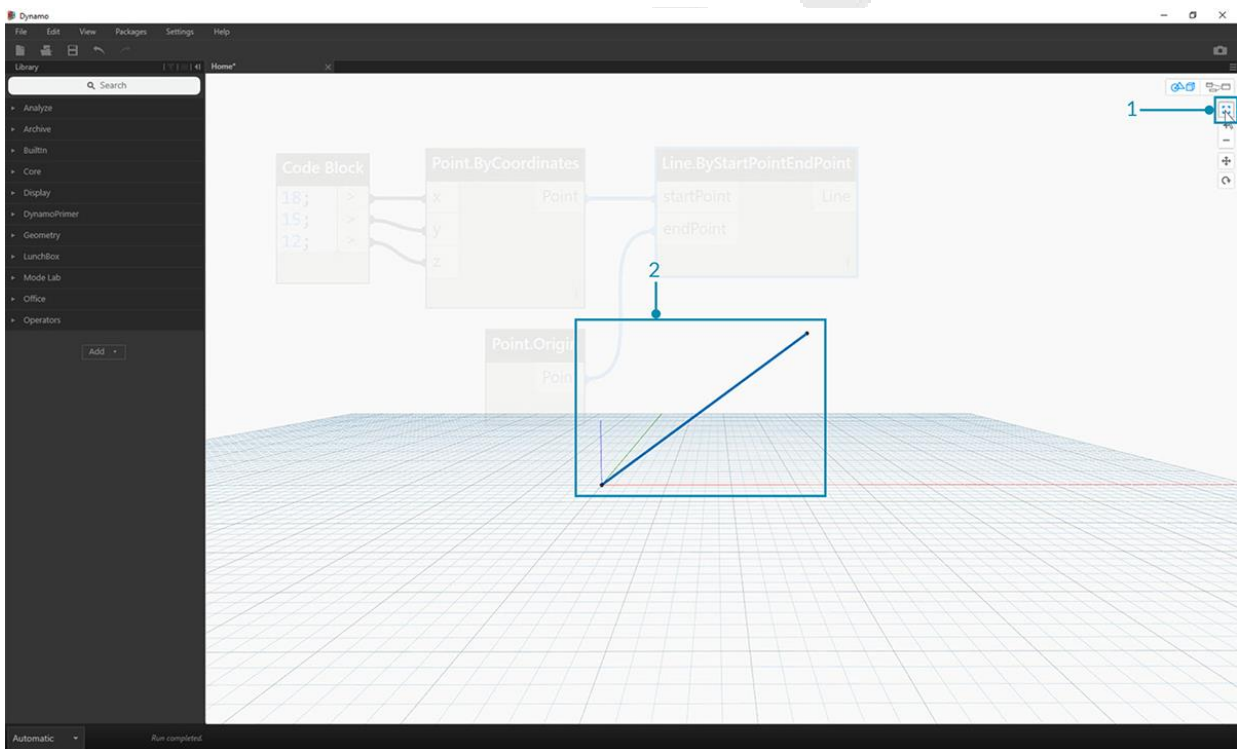 Dynamo
File Edit View Packages Settings Help
Library
Home*
Search
Analyze
Archive
BuiltIn
Core
Display
DynamoPrimer
Geometry
LunchBox
Mode Lab
Office
Operators
Add
1
Code Block
18; >
15; >
12; >
Point.ByCoordinates
x Point
y
z
Line.ByStartPointEndPoint
startPoint Line
endPoint
2
Point.Origin
Point
Automatic
Run completed.